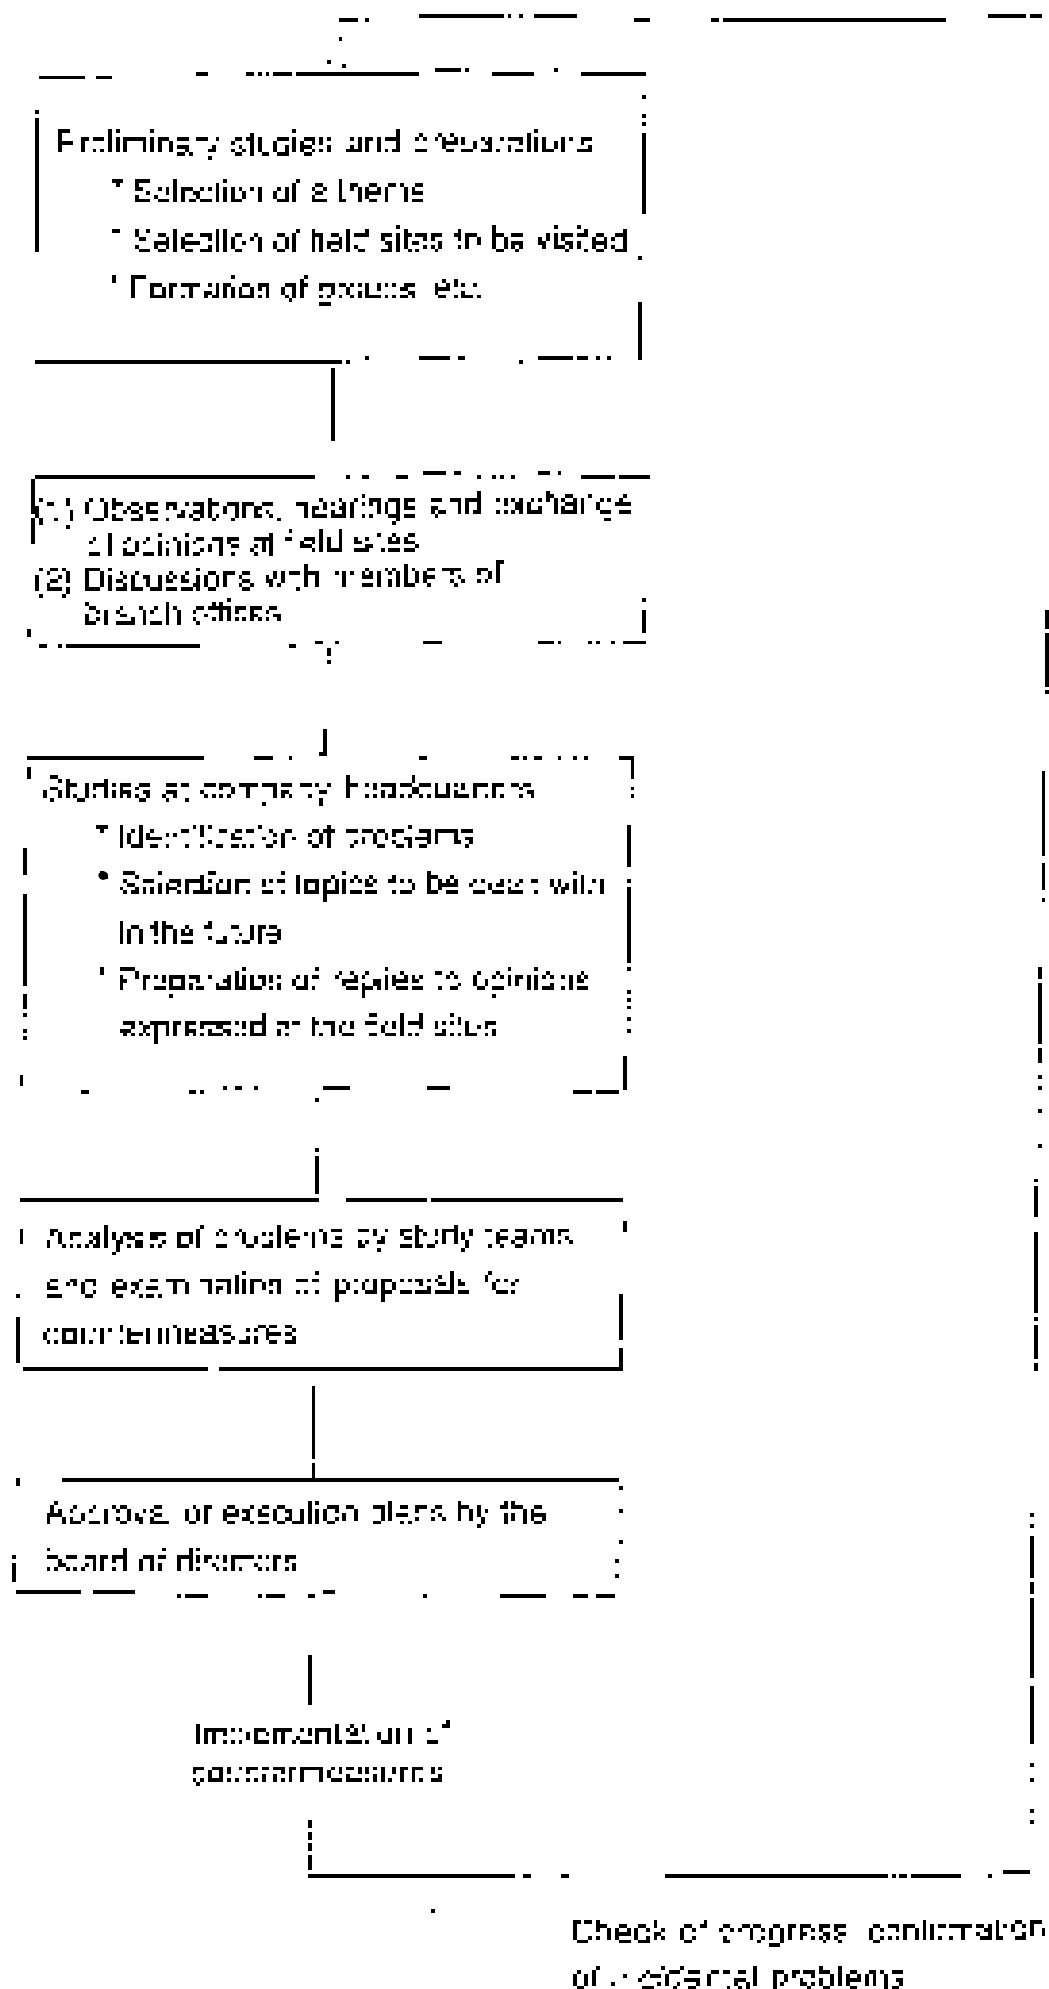 Preliminary studies and preparations
* Selection of a theme
* Selection of field sites to be visited
* Formation of groups, etc.
(1) Observations, hearings and exchange
of opinions at field sites
(2) Discussions with members of
branch offices
Studies at company headquarters
* Identification of problems
* Selection of topics to be dealt with
in the future
* Preparation of replies to opinions
expressed at the field sites
Analysis of problems by study teams
and examination of proposals for
countermeasures
Approval of execution plans by the
board of directors
Implementation of
countermeasures
Check of progress, confirmation
of incidental problems